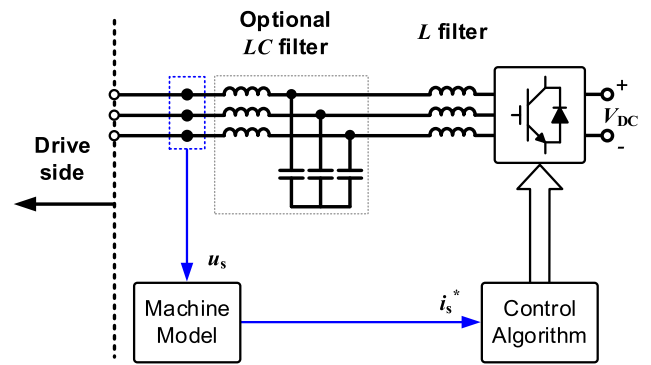 Optional
LC filter
L filter
+
V_DC
-
Drive
side
u_s
i_s^*
Machine
Model
Control
Algorithm